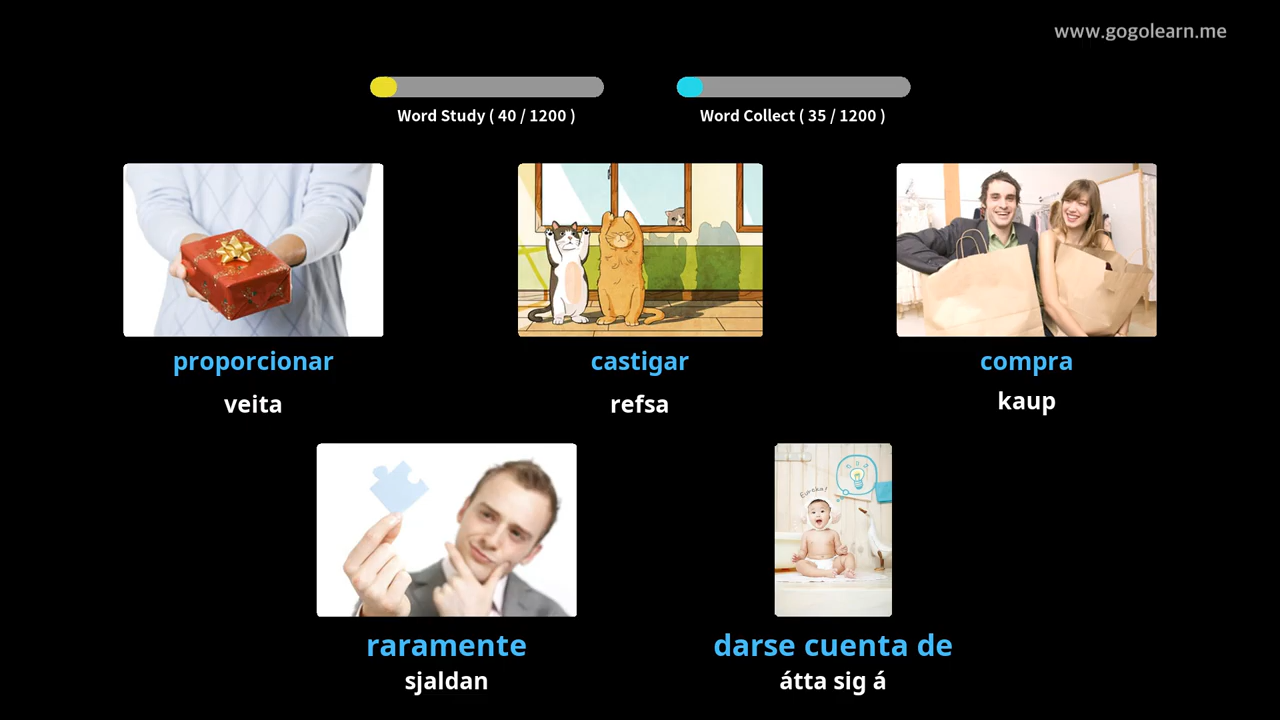 www.gogolearn.me
Word Study ( 40 / 1200 )
Word Collect ( 35 / 1200 )
proporcionar
veita
castigar
refsa
compra
kaup
Eureka!
raramente
sjaldan
darse cuenta de
átta sig á